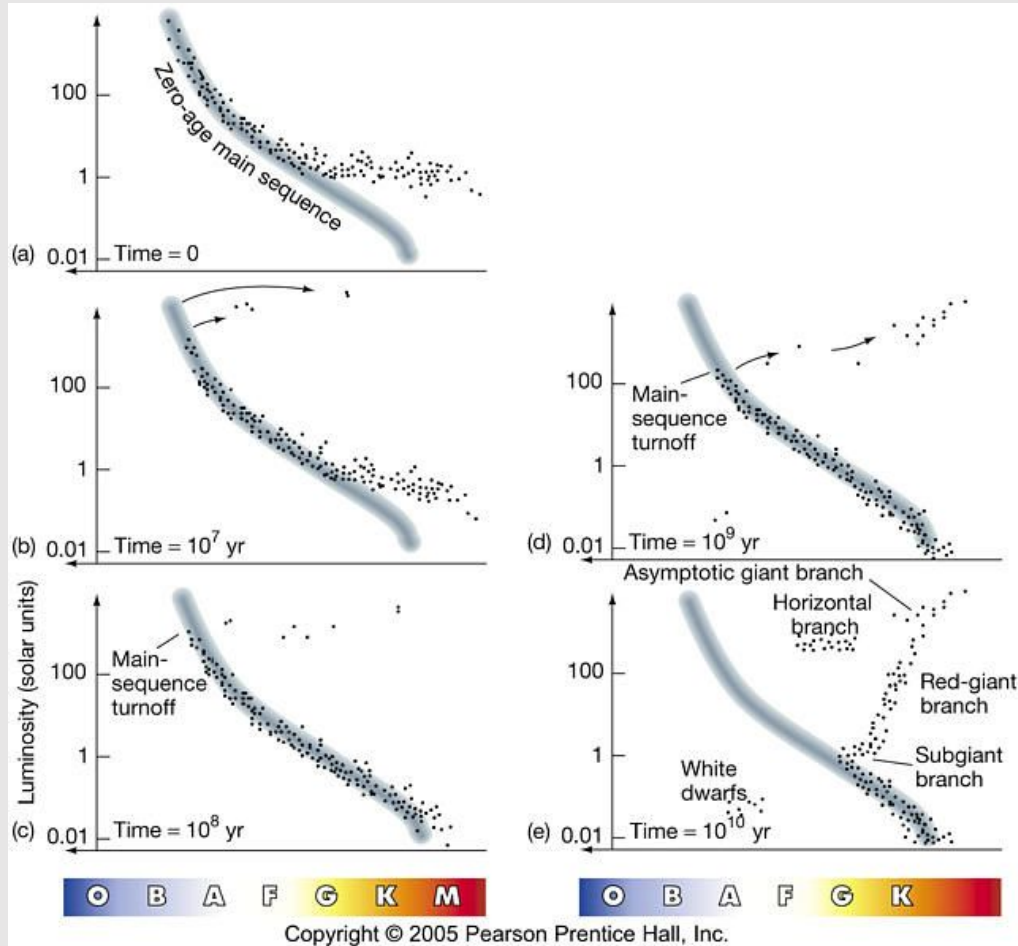 100
1
Zero-age main sequence
(a) 0.01 Time = 0
100
1
(b) 0.01 Time = 10⁷ yr
Luminosity (solar units)
100
Main-
sequence
turnoff
1
(c) 0.01 Time = 10⁸ yr
100
Main-
sequence
turnoff
1
(d) 0.01 Time = 10⁹ yr
Asymptotic giant branch
Horizontal
branch
100
Red-giant
branch
1
Subgiant
branch
White
dwarfs
(e) 0.01 Time = 10¹⁰ yr
O B A F G K M
O B A F G K
Copyright © 2005 Pearson Prentice Hall, Inc.